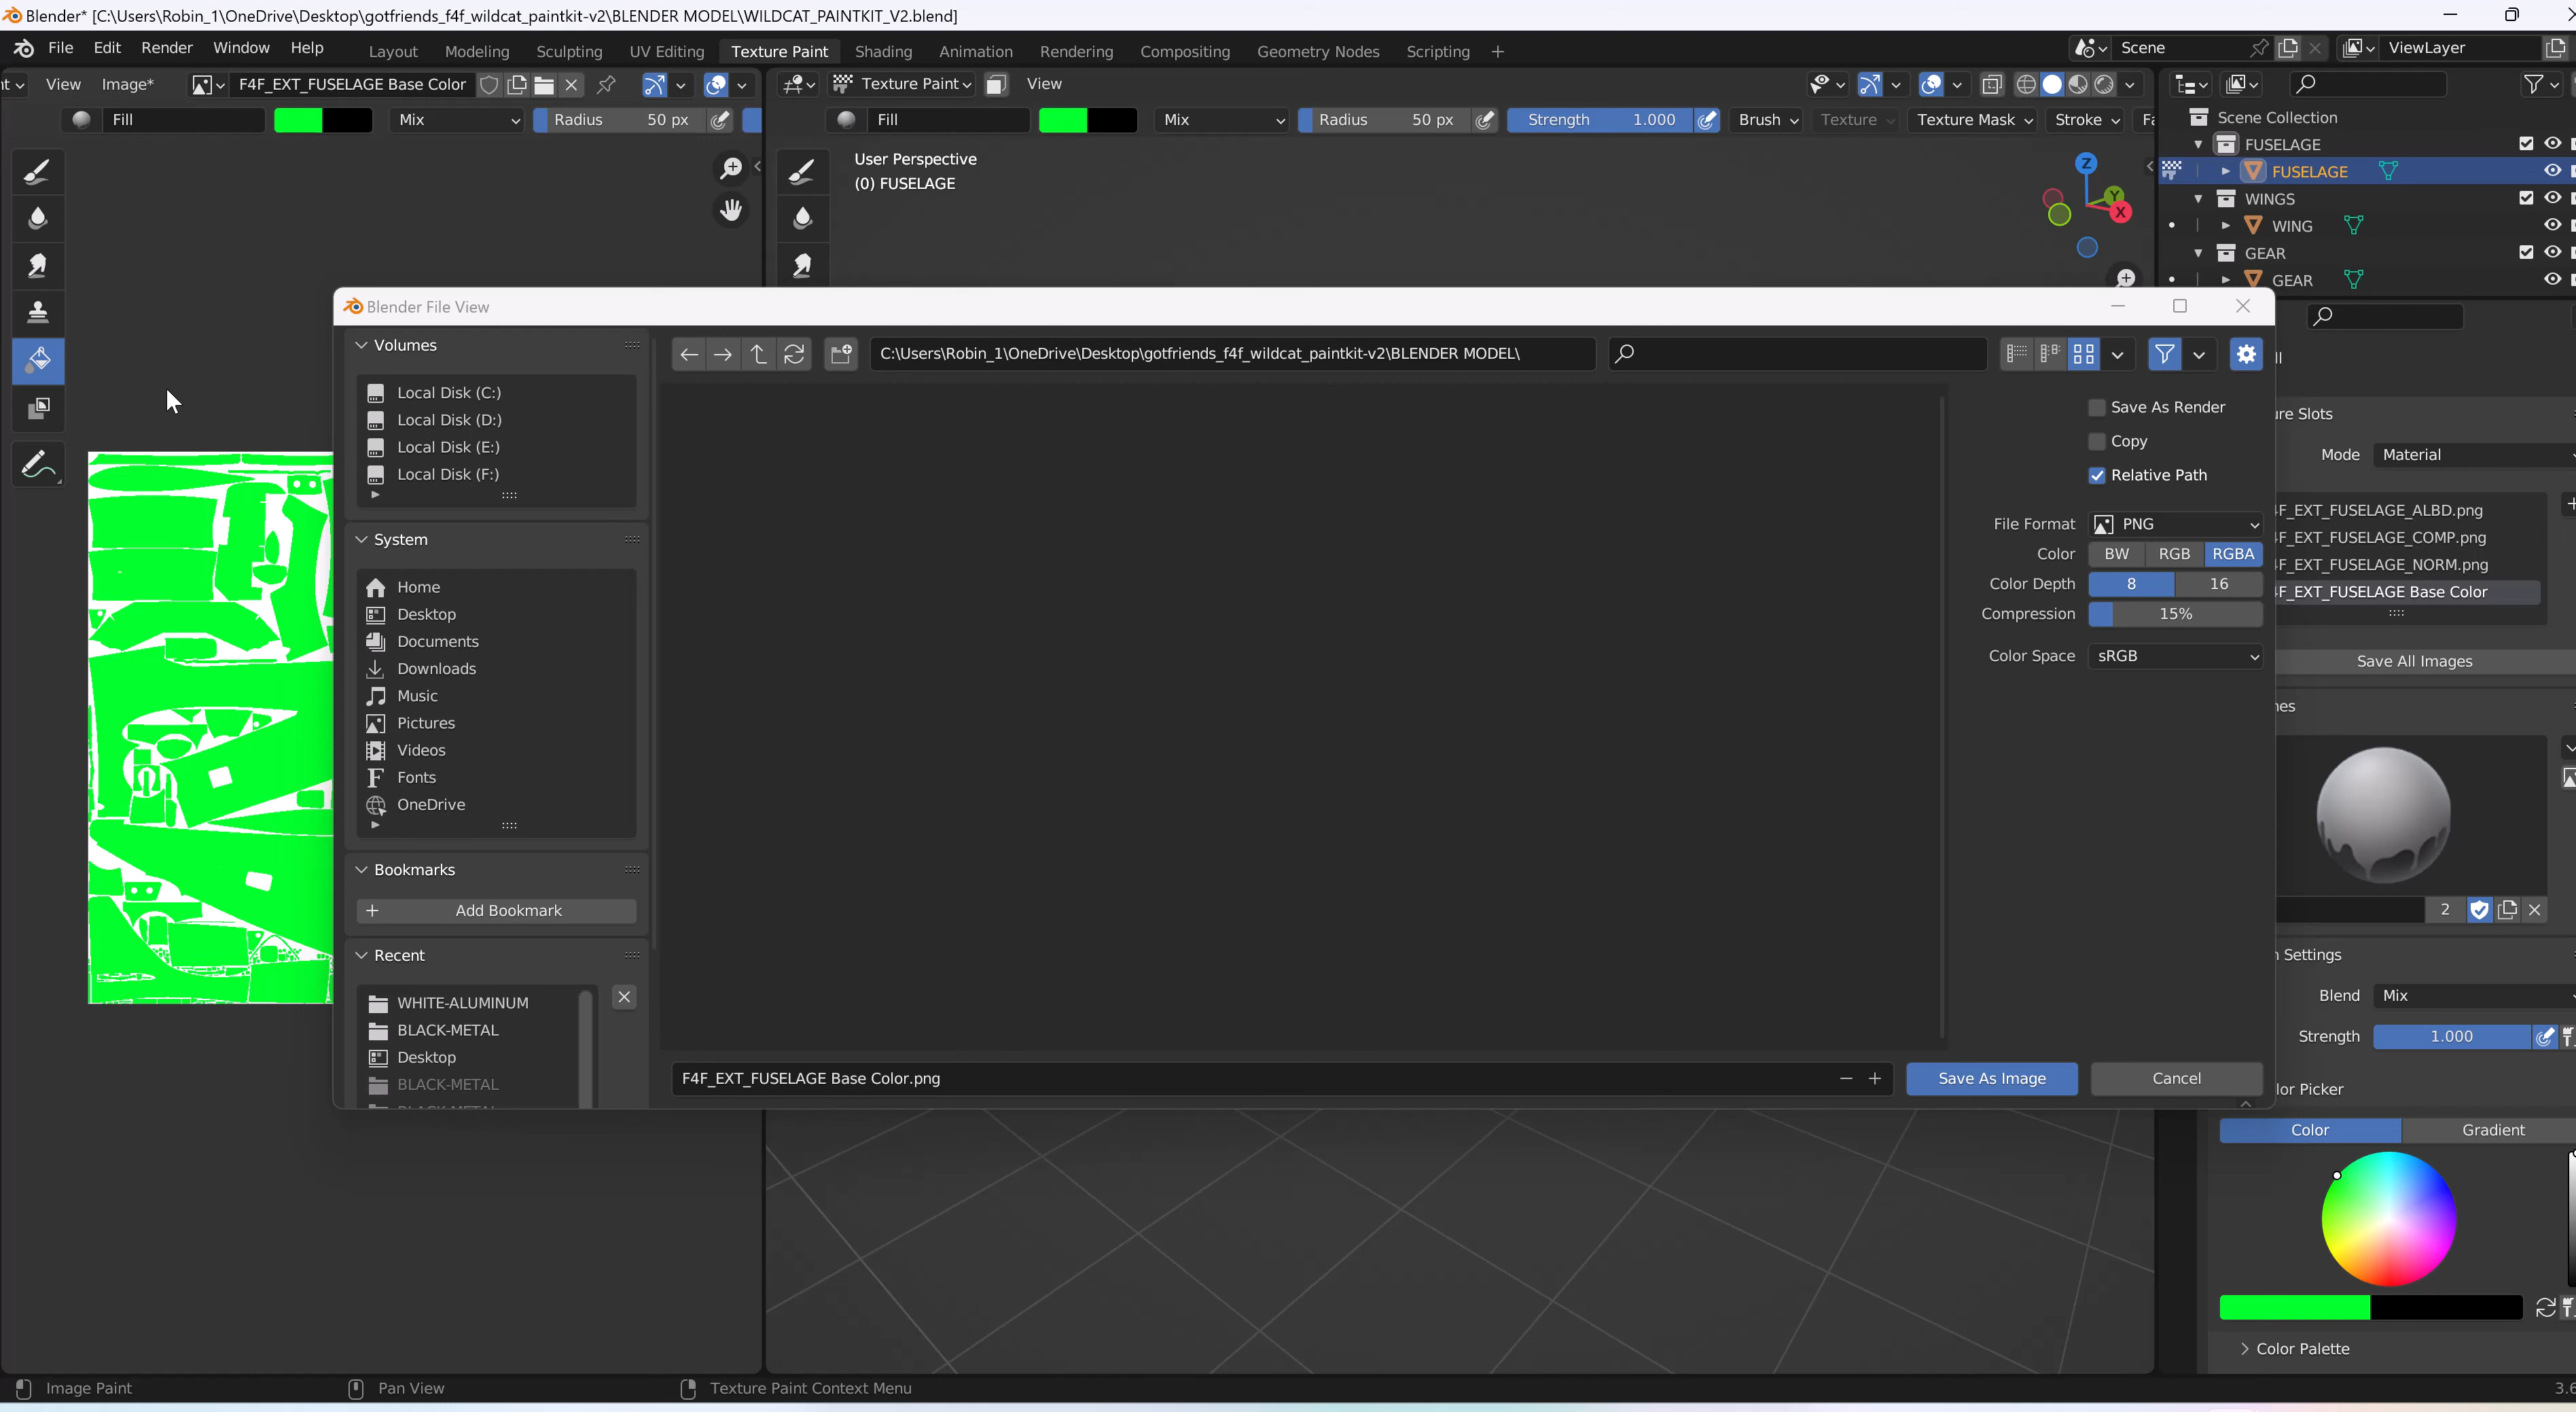 Blender* [C:\Users\Robin_1\OneDrive\Desktop\gotfriends_f4f_wildcat_paintkit-v2\BLENDER MODEL\WILDCAT_PAINTKIT_V2.blend]
File Edit Render Window Help Layout Modeling Sculpting UV Editing Texture Paint Shading Animation Rendering Compositing Geometry Nodes Scripting + Scene ViewLayer
View Image* F4F_EXT_FUSELAGE Base Color Texture Paint View
Fill Mix Radius 50 px Fill Mix Radius 50 px Strength 1.000 Brush Texture Texture Mask Stroke
User Perspective
(0) FUSELAGE
Z
Y
X
Scene Collection
FUSELAGE
FUSELAGE
WINGS
WING
GEAR
GEAR
Blender File View
Volumes
Local Disk (C:)
Local Disk (D:)
Local Disk (E:)
Local Disk (F:)
System
Home
Desktop
Documents
Downloads
Music
Pictures
Videos
Fonts
OneDrive
Bookmarks
+ Add Bookmark
Recent
WHITE-ALUMINUM
BLACK-METAL
Desktop
BLACK-METAL
C:\Users\Robin_1\OneDrive\Desktop\gotfriends_f4f_wildcat_paintkit-v2\BLENDER MODEL\
Save As Render
Copy
Relative Path
File Format PNG
Color BW RGB RGBA
Color Depth 8 16
Compression 15%
Color Space sRGB
F4F_EXT_FUSELAGE Base Color.png
Save As Image Cancel
Slots
Mode Material
F_EXT_FUSELAGE_ALBD.png
F_EXT_FUSELAGE_COMP.png
F_EXT_FUSELAGE_NORM.png
F_EXT_FUSELAGE Base Color
Save All Images
2
Settings
Blend Mix
Strength 1.000
lor Picker
Color Gradient
Color Palette
Image Paint Pan View Texture Paint Context Menu